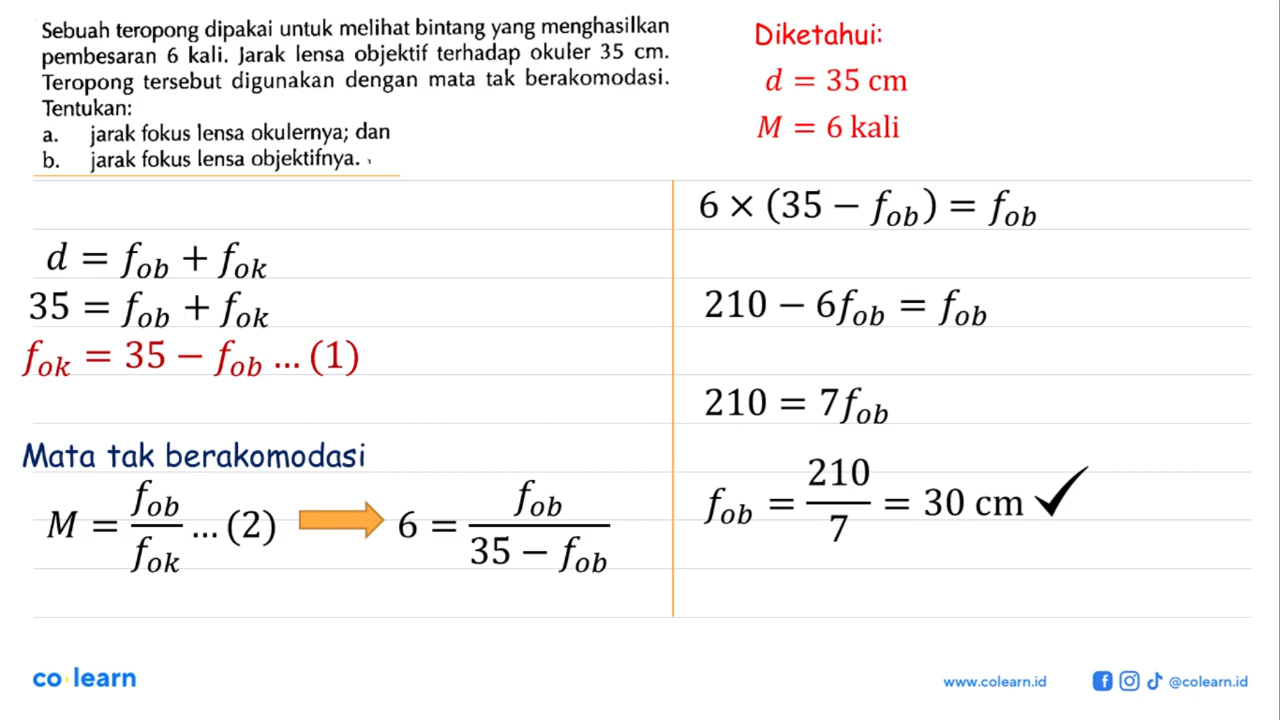 Sebuah teropong dipakai untuk melihat bintang yang menghasilkan
pembesaran 6 kali. Jarak lensa objektif terhadap okuler 35 cm.
Teropong tersebut digunakan dengan mata tak berakomodasi.
Tentukan:
a. jarak fokus lensa okulernya; dan
b. jarak fokus lensa objektifnya.
Diketahui:
d = 35 cm
M = 6 kali
d = f_ob + f_ok
35 = f_ob + f_ok
f_ok = 35 − f_ob ... (1)
Mata tak berakomodasi
M = f_ob / f_ok ... (2) 6 = f_ob / (35 − f_ob)
6 × (35 − f_ob) = f_ob
210 − 6f_ob = f_ob
210 = 7f_ob
f_ob = 210 / 7 = 30 cm ✓
co learn
www.colearn.id
@colearn.id